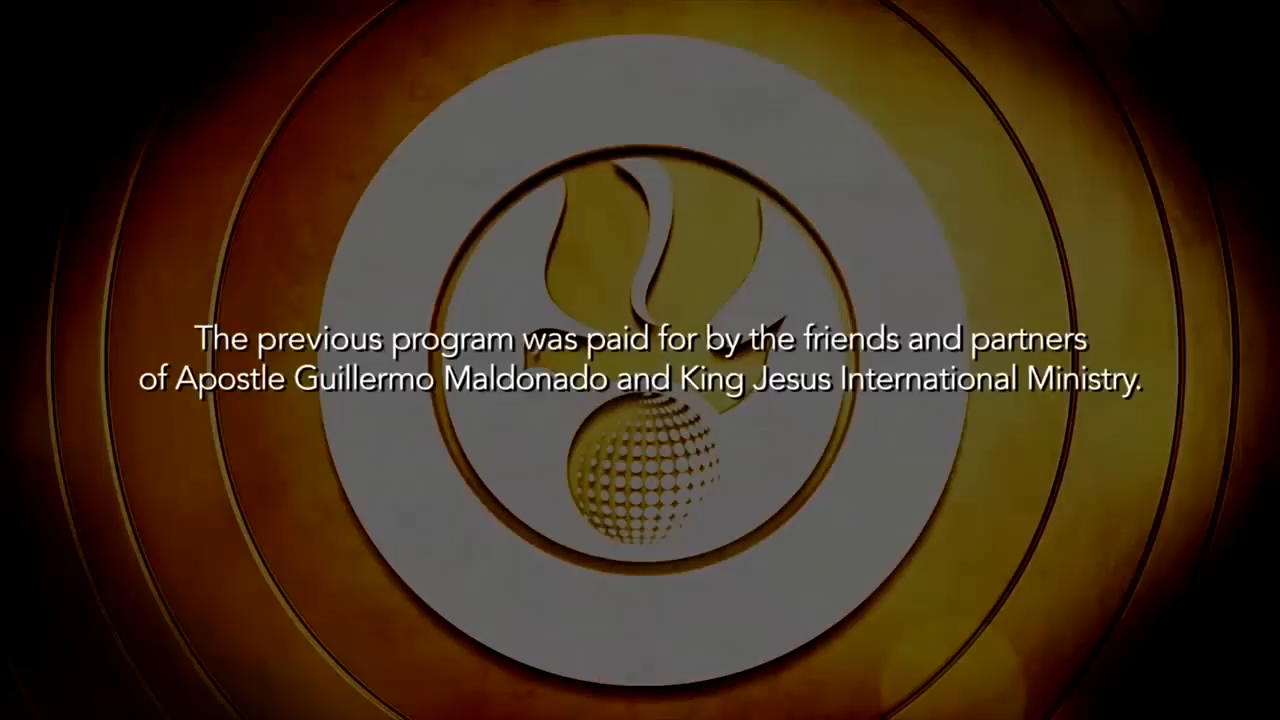 The previous program was paid for by the friends and partners
of Apostle Guillermo Maldonado and King Jesus International Ministry.